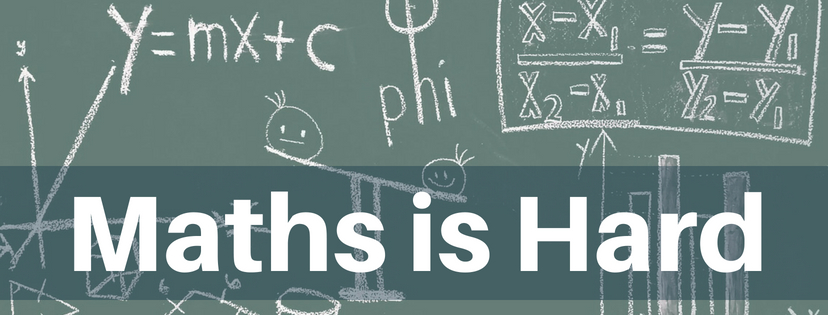 y=mx+c
phi
x-x₁ = y-y₁
x₂-x₁ y₂-y₁
y
y
Maths is Hard